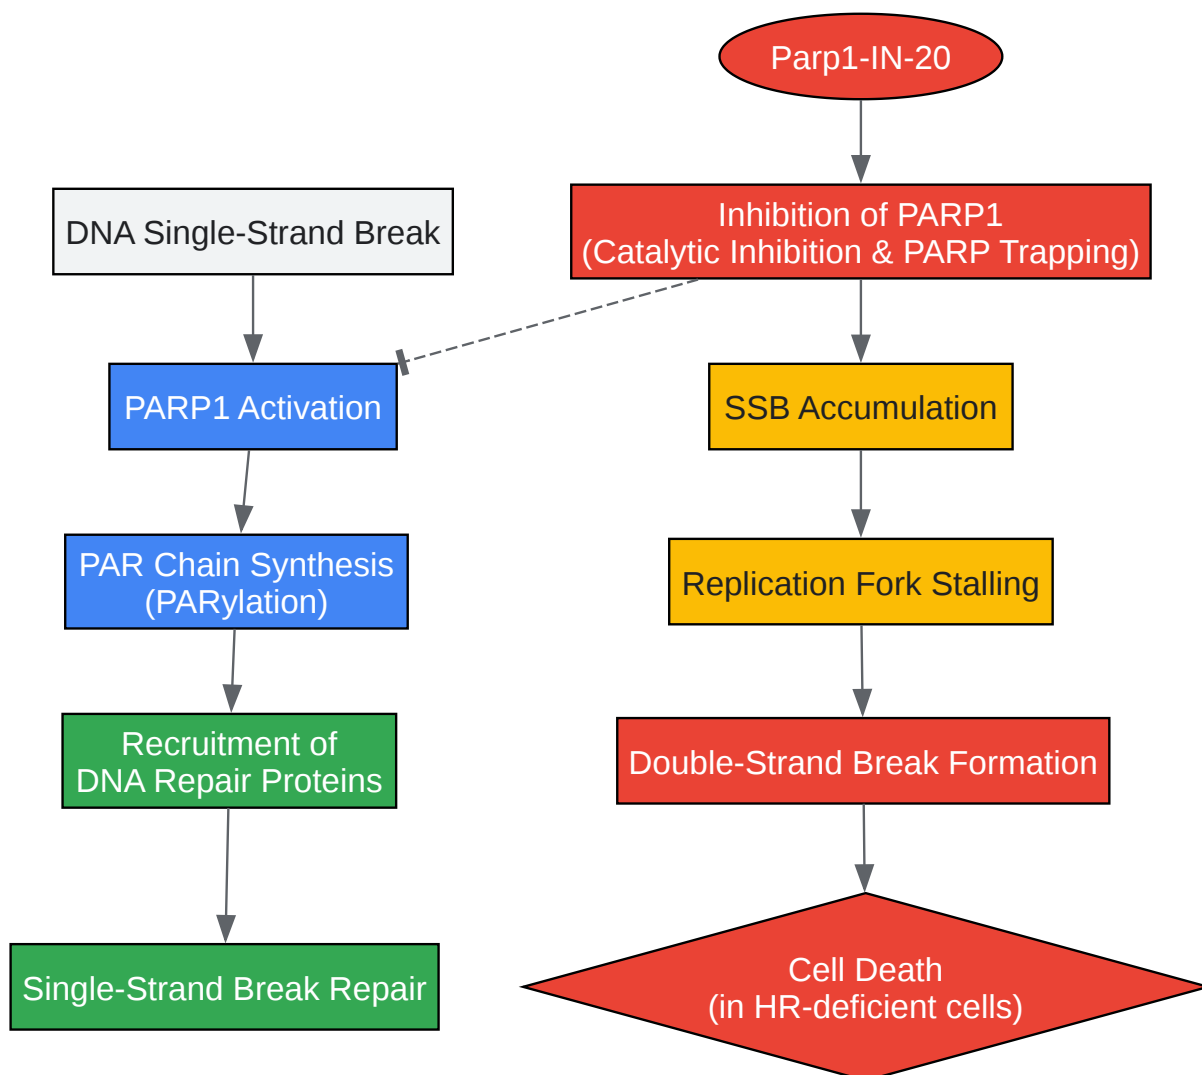 Parp1-IN-20
DNA Single-Strand Break
Inhibition of PARP1
(Catalytic Inhibition & PARP Trapping)
PARP1 Activation
SSB Accumulation
PAR Chain Synthesis
(PARylation)
Replication Fork Stalling
Recruitment of
DNA Repair Proteins
Double-Strand Break Formation
Single-Strand Break Repair
Cell Death
(in HR-deficient cells)